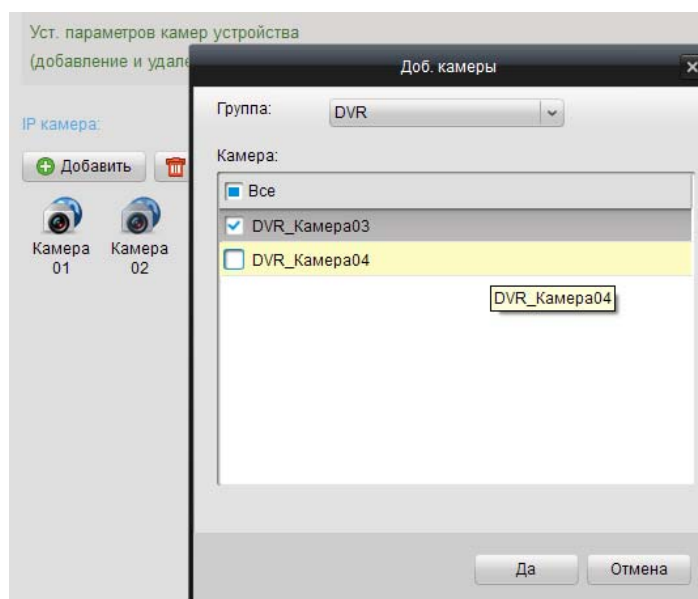 Уст. параметров камер устройства
(добавление и удале
Доб. камеры
Группа:
DVR
IP камера:
Камера:
Добавить
Все
DVR_Камера03
DVR_Камера04
DVR_Камера04
Камера
01
Камера
02
Да
Отмена